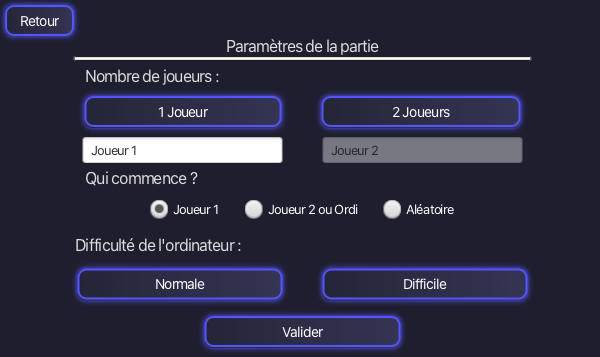 Retour
Paramètres de la partie
Nombre de joueurs :
1 Joueur
2 Joueurs
Joueur 1
Joueur 2
Qui commence ?
Joueur 1
Joueur 2 ou Ordi
Aléatoire
Difficulté de l'ordinateur :
Normale
Difficile
Valider